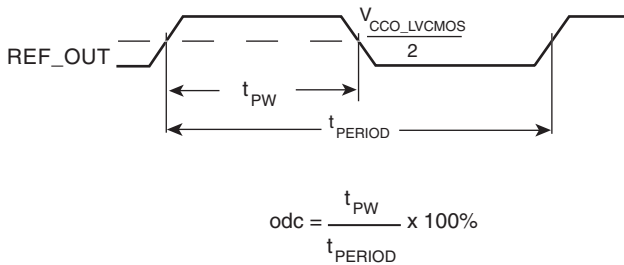 V_CCO_LVCMOS
2
REF_OUT
t_PW
t_PERIOD
odc = t_PW / t_PERIOD x 100%